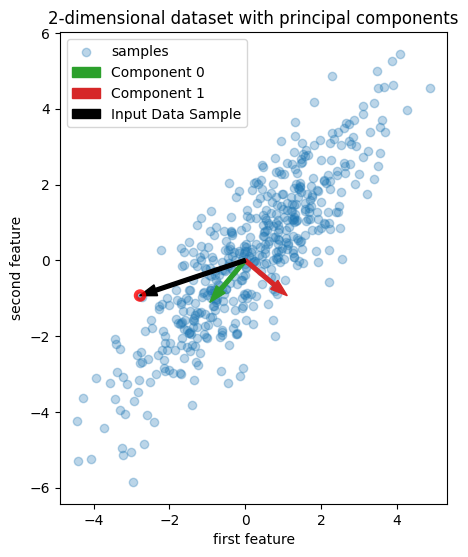 2-dimensional dataset with principal components
samples
Component 0
Component 1
Input Data Sample
second feature
6
4
2
0
−2
−4
−6
−4
−2
0
2
4
first feature